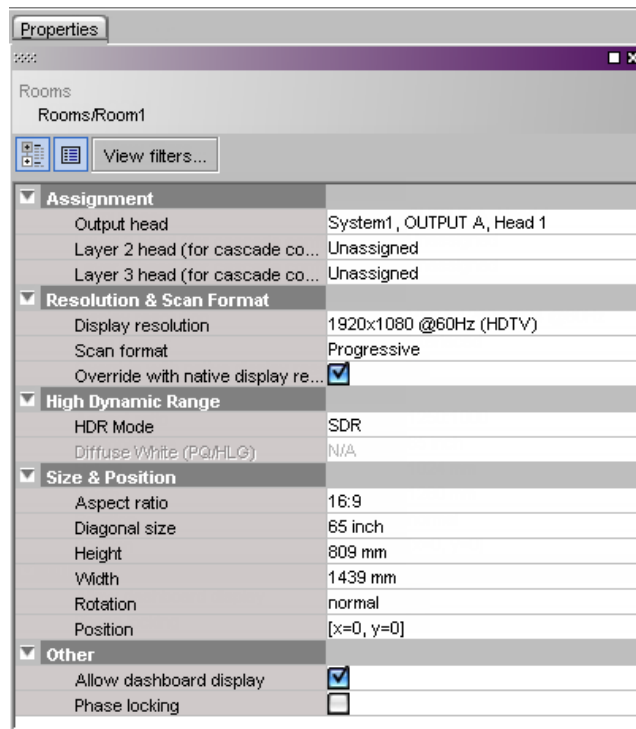 Properties
Rooms
Rooms/Room1
View filters...
Assignment
Output head System1, OUTPUT A, Head 1
Layer 2 head (for cascade co... Unassigned
Layer 3 head (for cascade co... Unassigned
Resolution & Scan Format
Display resolution 1920x1080 @60Hz (HDTV)
Scan format Progressive
Override with native display re...
High Dynamic Range
HDR Mode SDR
Diffuse White (PQ/HLG) N/A
Size & Position
Aspect ratio 16:9
Diagonal size 65 inch
Height 809 mm
Width 1439 mm
Rotation normal
Position [x=0, y=0]
Other
Allow dashboard display
Phase locking